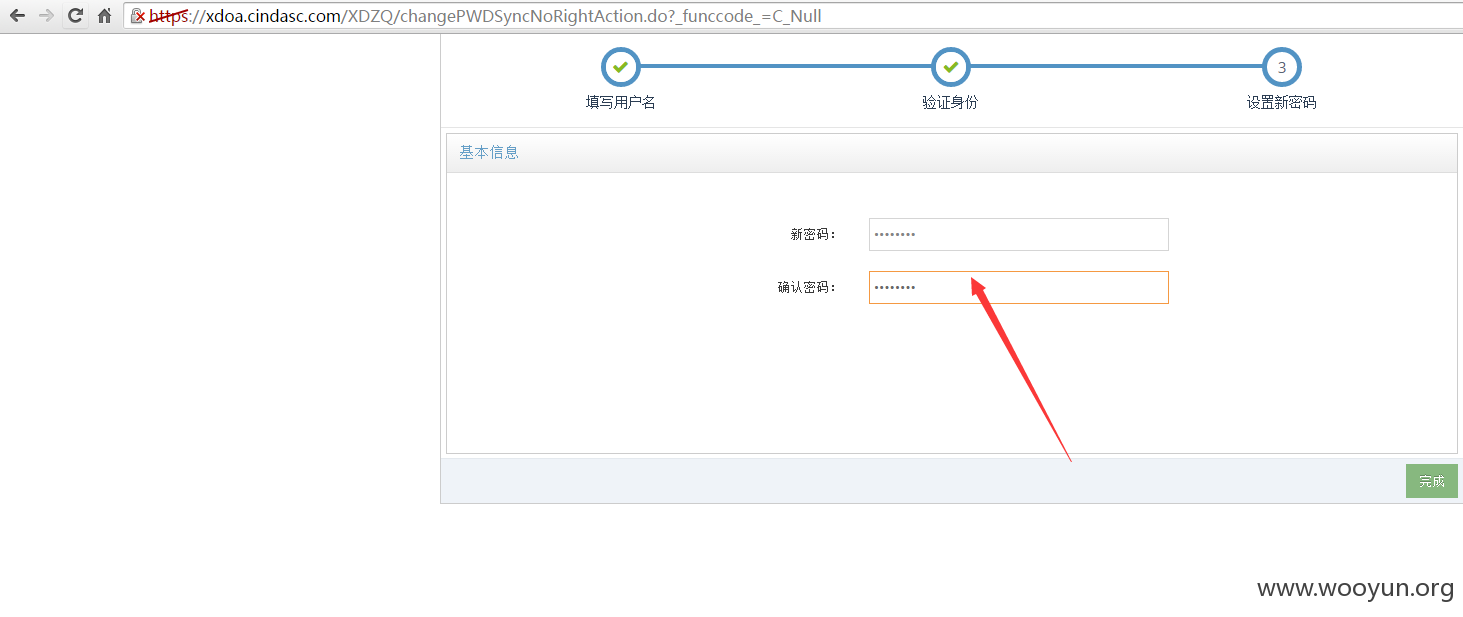 https://xdoa.cindasc.com/XDZQ/changePWDSyncNoRightAction.do?_funccode_=C_Null
3
填写用户名 验证身份 设置新密码
基本信息
新密码： ••••••••
确认密码： ••••••••
完成
www.wooyun.org